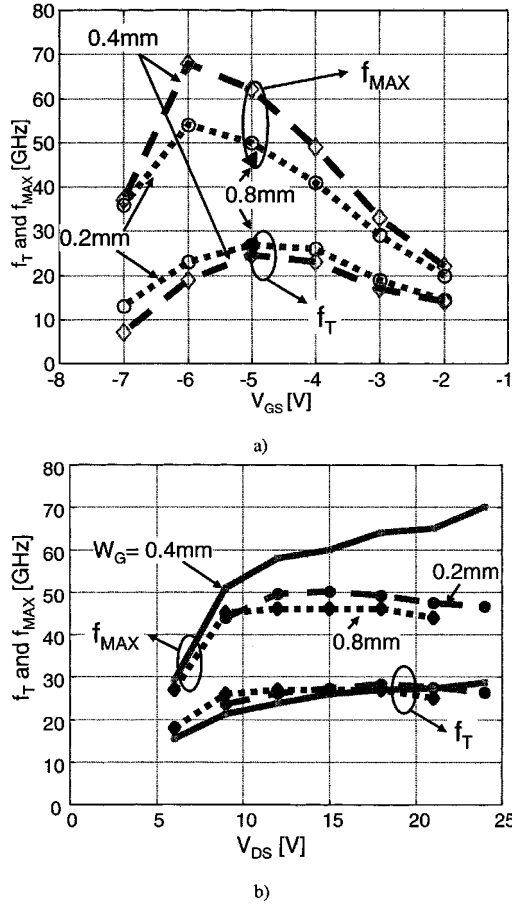 80
70
60
50
40
30
20
10
0
f_T and f_MAX [GHz]
0.4mm
f_MAX
0.2mm
0.8mm
f_T
-7 -6 -5 -4 -3 -2 -1
V_GS [V]
a)
80
70
60
50
40
30
20
10
0
f_T and f_MAX [GHz]
W_G= 0.4mm
0.2mm
f_MAX
0.8mm
f_T
0 5 10 15 20 25
V_DS [V]
b)